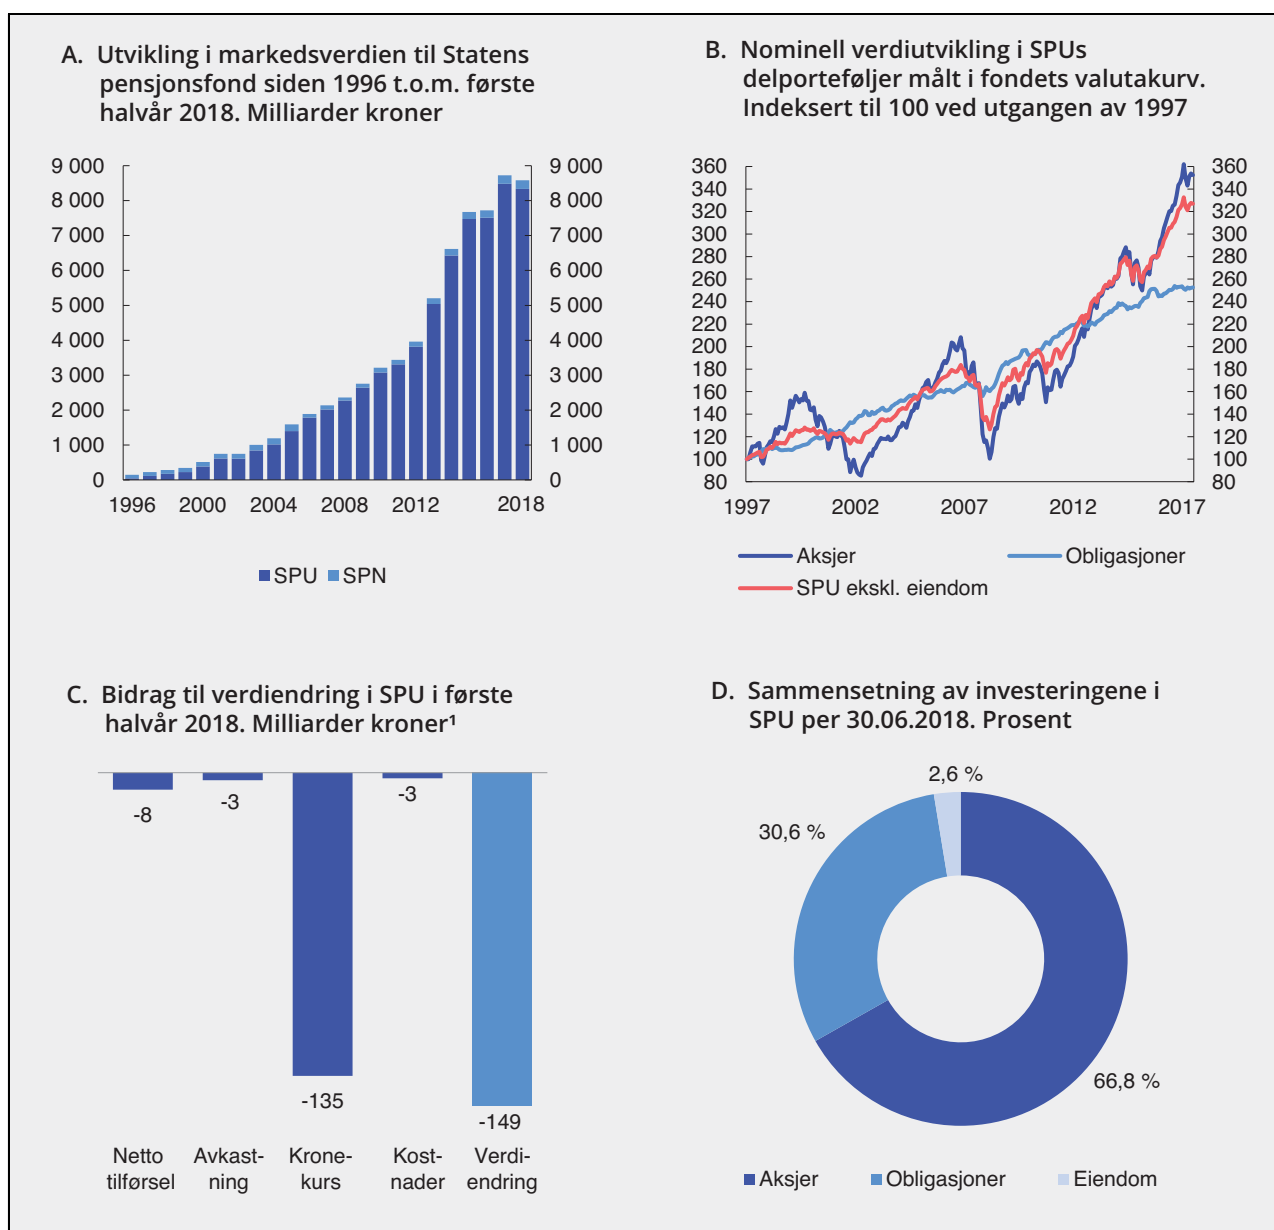 A. Utvikling i markedsverdien til Statens
pensjonsfond siden 1996 t.o.m. første
halvår 2018. Milliarder kroner
9 000 9 000
8 000 8 000
7 000 7 000
6 000 6 000
5 000 5 000
4 000 4 000
3 000 3 000
2 000 2 000
1 000 1 000
0 0
1996 2000 2004 2008 2012 2018
SPU SPN
B. Nominell verdiutvikling i SPUs
delporteføljer målt i fondets valutakurv.
Indeksert til 100 ved utgangen av 1997
360 360
340 340
320 320
300 300
280 280
260 260
240 240
220 220
200 200
180 180
160 160
140 140
120 120
100 100
80 80
1997 2002 2007 2012 2017
Aksjer Obligasjoner
SPU ekskl. eiendom
C. Bidrag til verdiendring i SPU i første
halvår 2018. Milliarder kroner¹
-8 -3 -135 -3 -149
Netto Avkast- Krone- Kost- Verdi-
tilførsel ning kurs nader endring
D. Sammensetning av investeringene i
SPU per 30.06.2018. Prosent
2,6 %
30,6 %
66,8 %
Aksjer Obligasjoner Eiendom